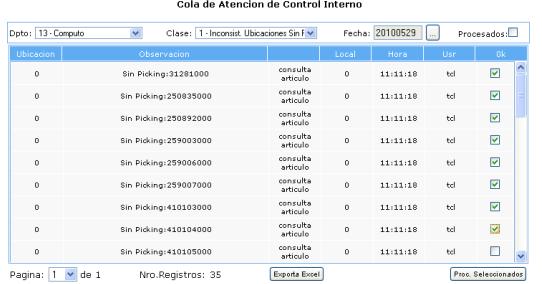 Cola de Atencion de Control Interno
Dpto: 13 - Computo Clase: 1 - Inconsist. Ubicaciones Sin F Fecha: 20100529 ... Procesados:
Ubicacion Observacion Local Hora Usr Ok
0 Sin Picking:31281000 consulta articulo 0 11:11:18 tcl
0 Sin Picking:250835000 consulta articulo 0 11:11:18 tcl
0 Sin Picking:250892000 consulta articulo 0 11:11:18 tcl
0 Sin Picking:259003000 consulta articulo 0 11:11:18 tcl
0 Sin Picking:259006000 consulta articulo 0 11:11:18 tcl
0 Sin Picking:259007000 consulta articulo 0 11:11:18 tcl
0 Sin Picking:410103000 consulta articulo 0 11:11:18 tcl
0 Sin Picking:410104000 consulta articulo 0 11:11:18 tcl
0 Sin Picking:410105000 consulta articulo 0 11:11:18 tcl
Pagina: 1 de 1 Nro.Registros: 35 Exporta Excel Proc. Seleccionados